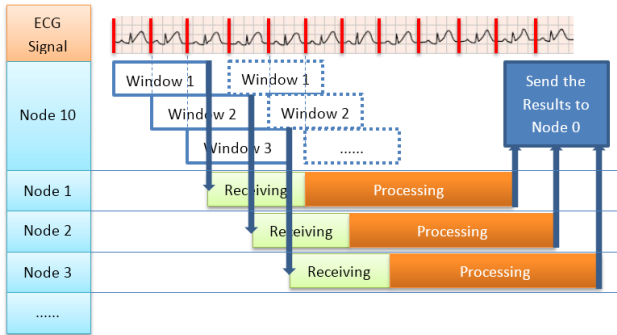 ECG
Signal
Node 10
Window 1
Window 1
Window 2
Window 2
Window 3
......
Send the
Results to
Node 0
Node 1
Receiving
Processing
Node 2
Receiving
Processing
Node 3
Receiving
Processing
......